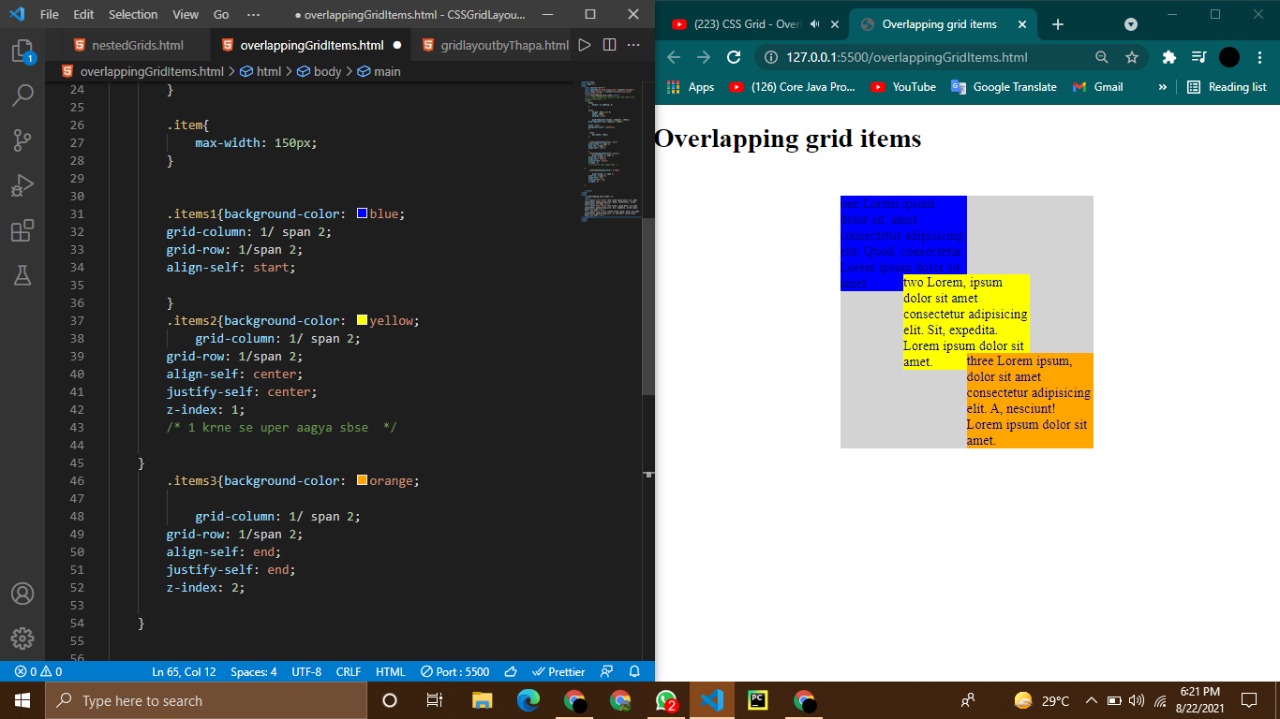 File Edit Selection View Go ··· ● overlappingGridItems.html - CSSGridLayou...
nestedGrids.html overlappingGridItems.html ● gridlayoutbyThapa.html ···
overlappingGridItems.html > html > body > main
1
24 }
25
26 .item{
27 max-width: 150px;
28 }
29
30
31 .items1{background-color: blue;
32 grid-column: 1/ span 2;
33 grid-row: 1/span 2;
34 align-self: start;
35
36 }
37 .items2{background-color: yellow;
38 grid-column: 1/ span 2;
39 grid-row: 1/span 2;
40 align-self: center;
41 justify-self: center;
42 z-index: 1;
43 /* 1 krne se uper aagya sbse  */
44
45 }
46 .items3{background-color: orange;
47
48 grid-column: 1/ span 2;
49 grid-row: 1/span 2;
50 align-self: end;
51 justify-self: end;
52 z-index: 2;
53
54 }
55
56
0 0 Ln 65, Col 12 Spaces: 4 UTF-8 CRLF HTML Port : 5500 Prettier
(223) CSS Grid - Over Overlapping grid items
127.0.0.1:5500/overlappingGridItems.html
Apps (126) Core Java Pro... YouTube Google Translate Gmail » Reading list
Overlapping grid items
one Lorem ipsum
dolor sit, amet
consectetur adipisicing
elit. Quod, consectetur.
Lorem ipsum dolor sit
amet.
two Lorem, ipsum
dolor sit amet
consectetur adipisicing
elit. Sit, expedita.
Lorem ipsum dolor sit
amet.
three Lorem ipsum,
dolor sit amet
consectetur adipisicing
elit. A, nesciunt!
Lorem ipsum dolor sit
amet.
Type here to search 2 PC 29°C 6:21 PM
8/22/2021